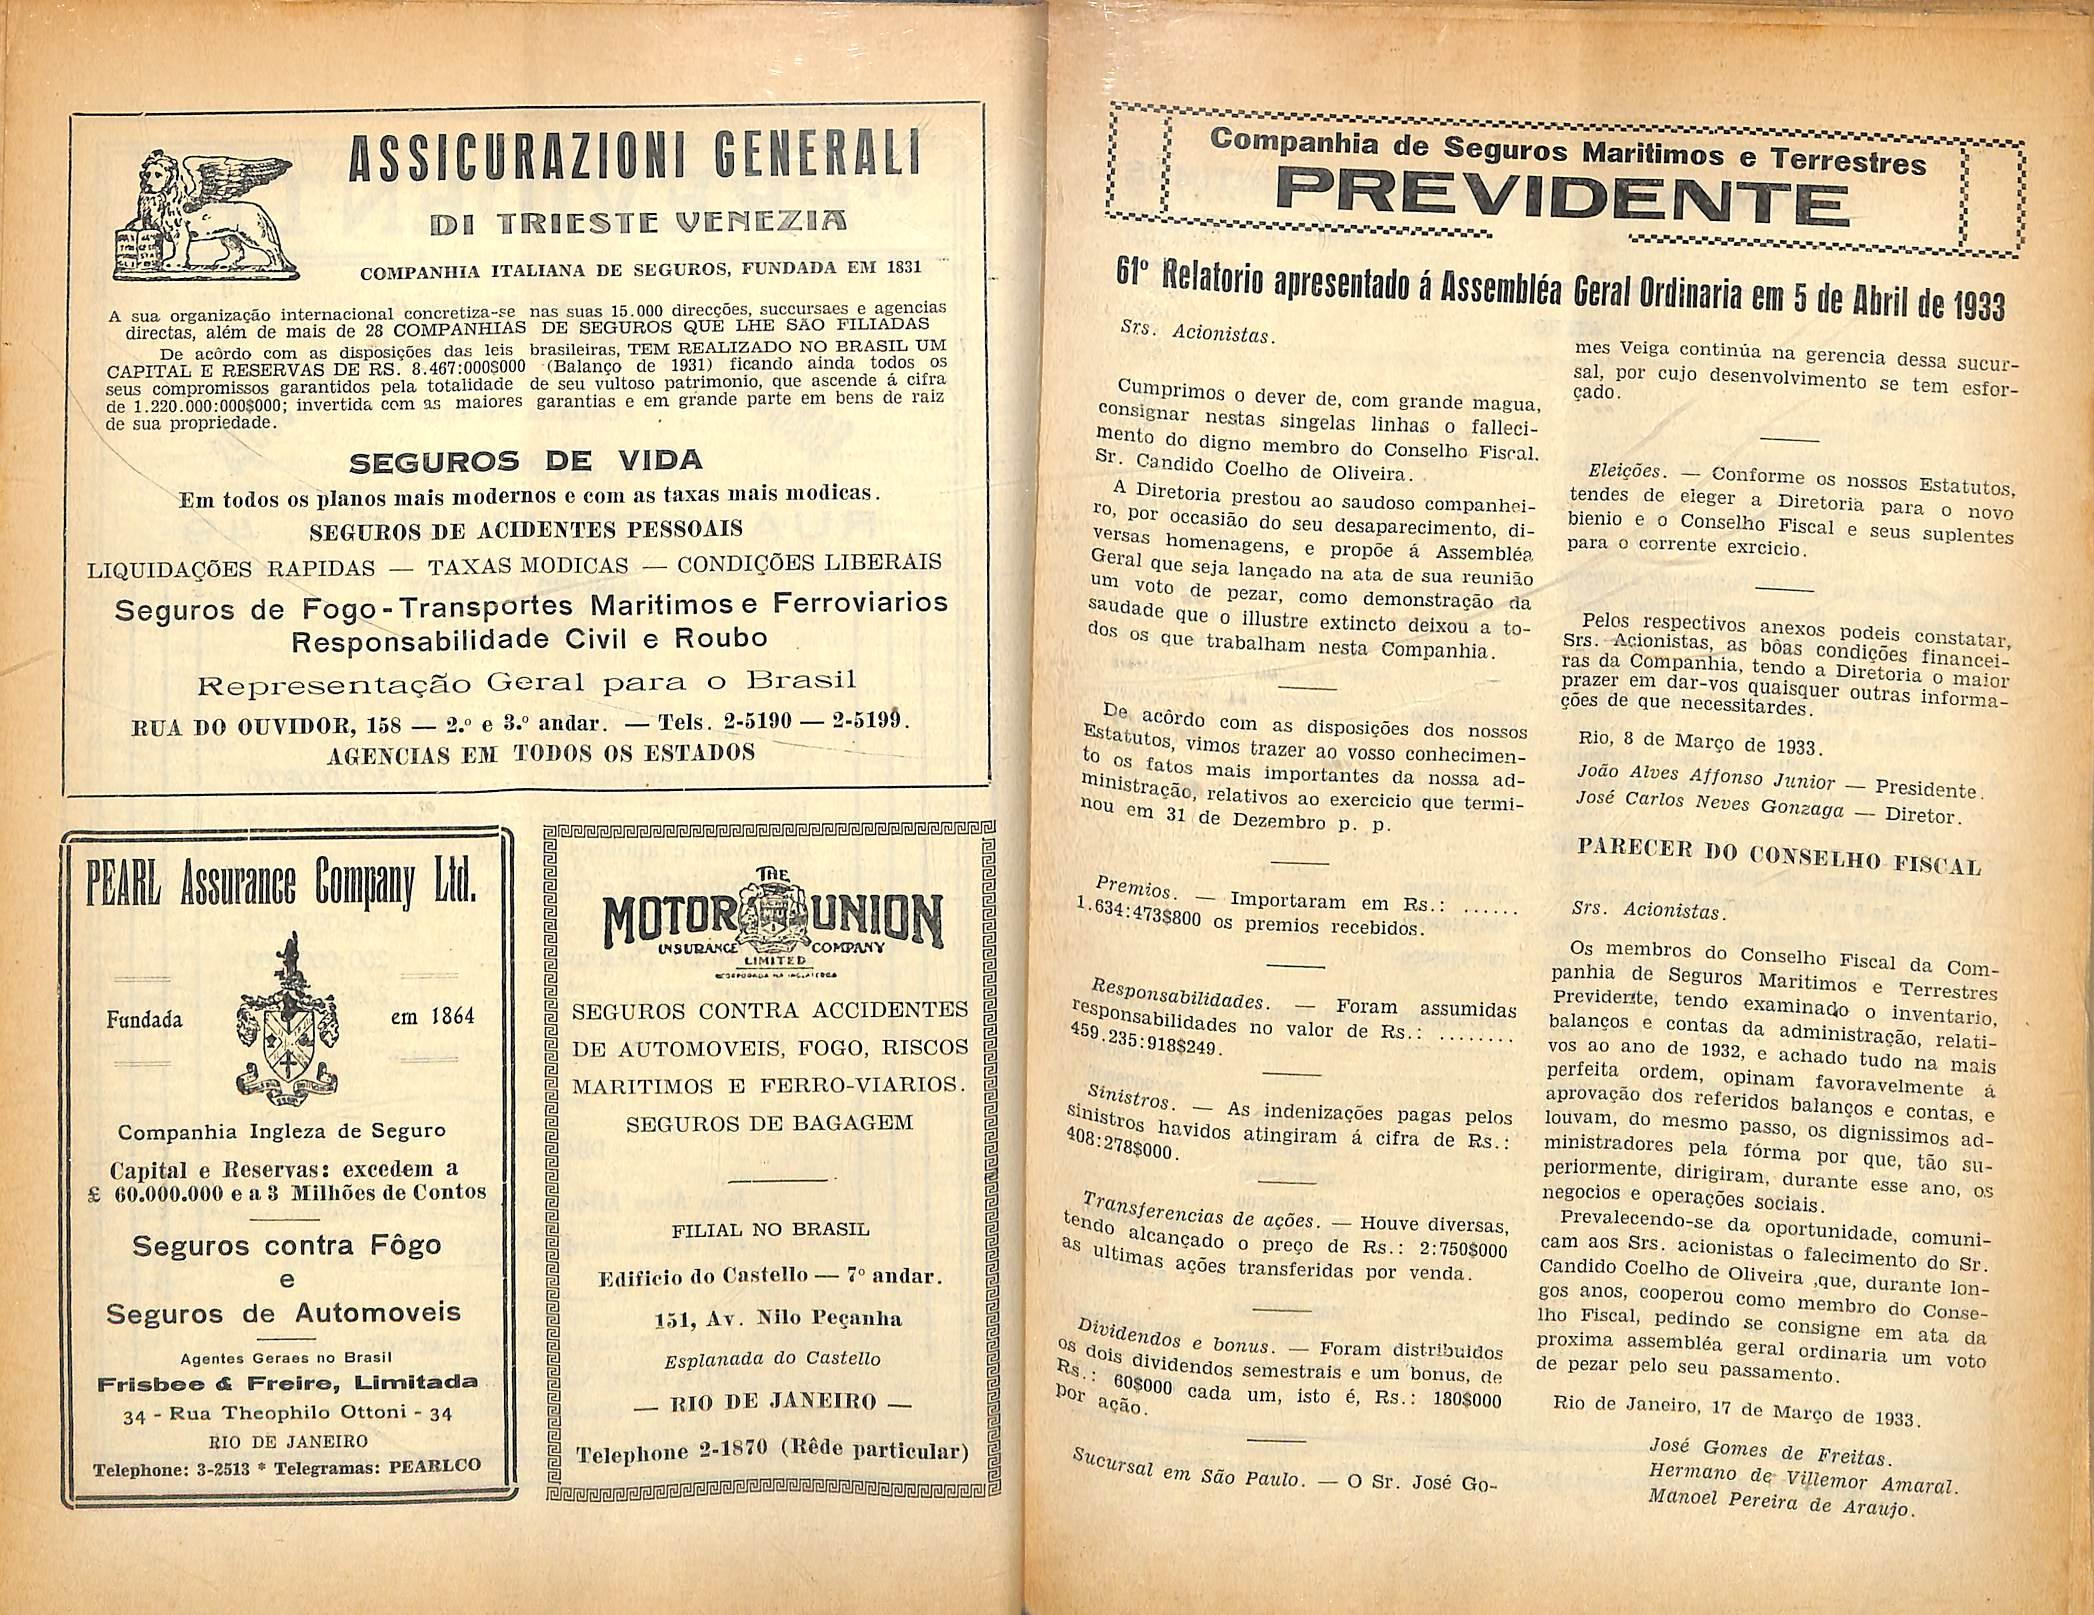 ASSICURAZIONI GENERALI
DI TRIESTE VENEZIA
COMPANHIA ITALIANA DE SEGUROS, FUNDADA EM 1831
A sua organização internacional concretiza-se nas suas 15.000 direcções, succursaes e agencias
directas, além de mais de 28 COMPANHIAS DE SEGUROS QUE LHE SÃO FILIADAS
De acôrdo com as disposições das leis brasileiras, TEM REALIZADO NO BRASIL UM
CAPITAL E RESERVAS DE RS. 8.467:000$000 (Balanço de 1931) ficando ainda todos os
seus compromissos garantidos pela totalidade de seu vultoso patrimonio, que ascende á cifra
de 1.220.000:000$000; invertida com as maiores garantias e em grande parte em bens de raiz
de sua propriedade.
SEGUROS DE VIDA
Em todos os planos mais modernos e com as taxas mais modicas.
SEGUROS DE ACIDENTES PESSOAIS
LIQUIDAÇÕES RAPIDAS — TAXAS MODICAS — CONDIÇÕES LIBERAIS
Seguros de Fogo - Transportes Maritimos e Ferroviarios
Responsabilidade Civil e Roubo
Representação Geral para o Brasil
RUA DO OUVIDOR, 158 — 2.º e 3.º andar. — Tels. 2-5190 — 2-5199.
AGENCIAS EM TODOS OS ESTADOS
PEARL Assurance Company Ltd.
Fundada em 1864
Companhia Ingleza de Seguro
Capital e Reservas: excedem a
£ 60.000.000 e a 3 Milhões de Contos
Seguros contra Fôgo
e
Seguros de Automoveis
Agentes Geraes no Brasil
Frisbee & Freire, Limitada
34 - Rua Theophilo Ottoni - 34
RIO DE JANEIRO
Telephone: 3-2513 * Telegramas: PEARLCO
THE
MOTOR UNION
INSURANCE COMPANY
LIMITED
INCORPORADA NA INGLATERRA
SEGUROS CONTRA ACCIDENTES
DE AUTOMOVEIS, FOGO, RISCOS
MARITIMOS E FERRO-VIARIOS.
SEGUROS DE BAGAGEM
FILIAL NO BRASIL
Edificio do Castello — 7º andar.
151, Av. Nilo Peçanha
Esplanada do Castello
— RIO DE JANEIRO —
Telephone 2-1870 (Rêde particular)
Companhia de Seguros Maritimos e Terrestres
PREVIDENTE
61º Relatorio apresentado á Assembléa Geral Ordinaria em 5 de Abril de 1933
Srs. Acionistas.
Cumprimos o dever de, com grande magua,
consignar nestas singelas linhas o falleci-
mento do digno membro do Conselho Fiscal.
Sr. Candido Coelho de Oliveira.
A Diretoria prestou ao saudoso companhei-
ro, por occasião do seu desaparecimento, di-
versas homenagens, e propõe á Assembléa
Geral que seja lançado na ata de sua reunião
um voto de pezar, como demonstração da
saudade que o illustre extincto deixou a to-
dos os que trabalham nesta Companhia.
De acôrdo com as disposições dos nossos
Estatutos, vimos trazer ao vosso conhecimen-
to os fatos mais importantes da nossa ad-
ministração, relativos ao exercicio que termi-
nou em 31 de Dezembro p. p.
Premios. — Importaram em Rs.: ......
1.634:473$800 os premios recebidos.
Responsabilidades. — Foram assumidas
responsabilidades no valor de Rs.: ........
459.235:918$249.
Sinistros. — As indenizações pagas pelos
sinistros havidos atingiram á cifra de Rs.:
408:278$000.
Transferencias de ações. — Houve diversas,
tendo alcançado o preço de Rs.: 2:750$000
as ultimas ações transferidas por venda.
Dividendos e bonus. — Foram distribuidos
os dois dividendos semestrais e um bonus, de
Rs.: 60$000 cada um, isto é, Rs.: 180$000
por ação.
Sucursal em São Paulo. — O Sr. José Go-
mes Veiga continúa na gerencia dessa sucur-
sal, por cujo desenvolvimento se tem esfor-
çado.
Eleições. — Conforme os nossos Estatutos,
tendes de eleger a Diretoria para o novo
bienio e o Conselho Fiscal e seus suplentes
para o corrente exrcicio.
Pelos respectivos anexos podeis constatar,
Srs. Acionistas, as bôas condições financei-
ras da Companhia, tendo a Diretoria o maior
prazer em dar-vos quaisquer outras informa-
ções de que necessitardes.
Rio, 8 de Março de 1933.
João Alves Affonso Junior — Presidente.
José Carlos Neves Gonzaga — Diretor.
PARECER DO CONSELHO FISCAL
Srs. Acionistas.
Os membros do Conselho Fiscal da Com-
panhia de Seguros Maritimos e Terrestres
Previdente, tendo examinado o inventario,
balanços e contas da administração, relati-
vos ao ano de 1932, e achado tudo na mais
perfeita ordem, opinam favoravelmente á
aprovação dos referidos balanços e contas, e
louvam, do mesmo passo, os dignissimos ad-
ministradores pela fórma por que, tão su-
periormente, dirigiram, durante esse ano, os
negocios e operações sociais.
Prevalecendo-se da oportunidade, comuni-
cam aos Srs. acionistas o falecimento do Sr.
Candido Coelho de Oliveira ,que, durante lon-
gos anos, cooperou como membro do Conse-
lho Fiscal, pedindo se consigne em ata da
proxima assembléa geral ordinaria um voto
de pezar pelo seu passamento.
Rio de Janeiro, 17 de Março de 1933.
José Gomes de Freitas.
Hermano de Villemor Amaral.
Manoel Pereira de Araujo.